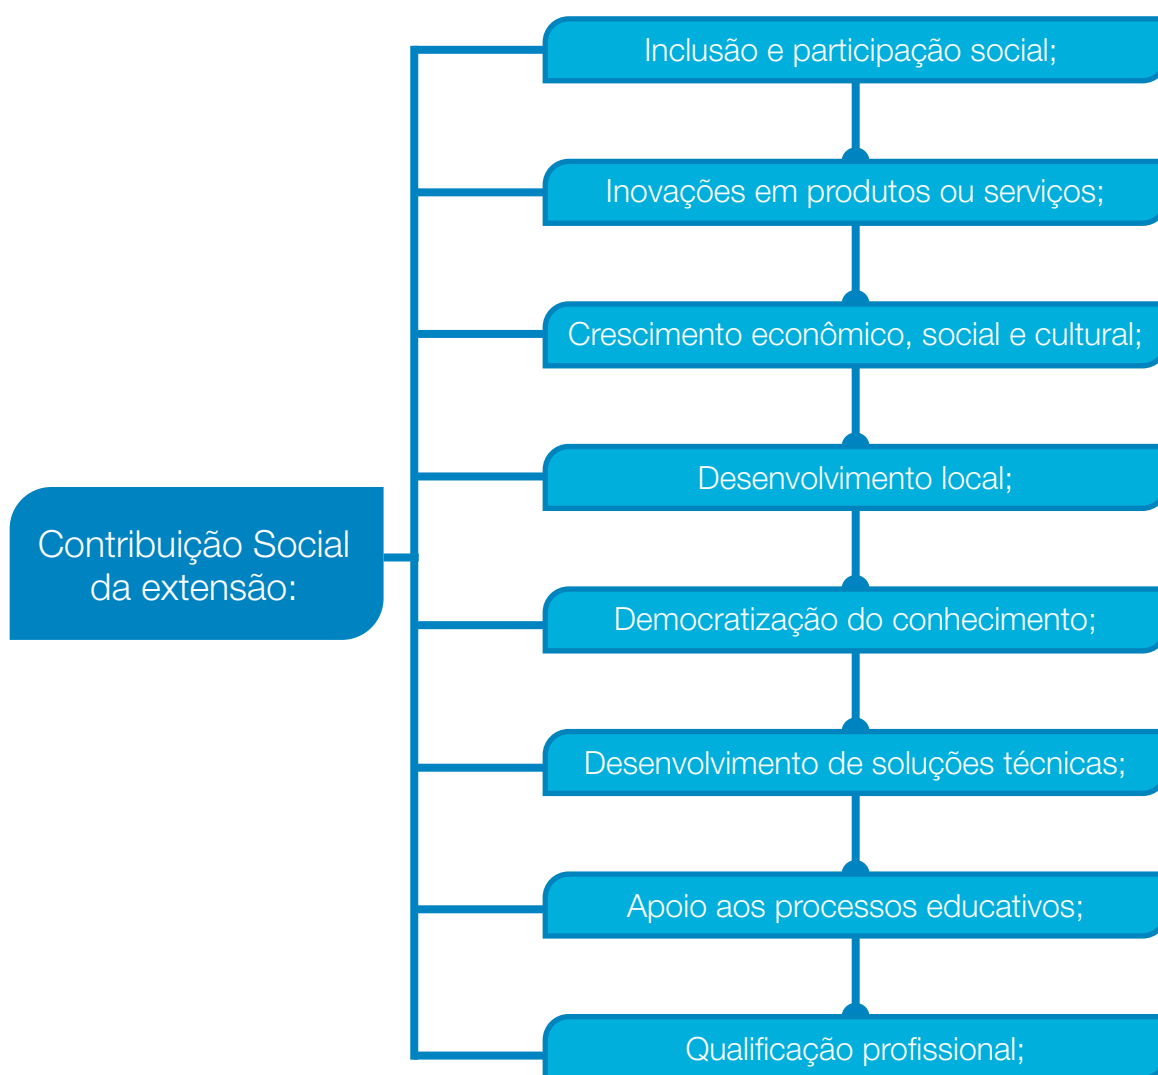 Inclusão e participação social;
Inovações em produtos ou serviços;
Crescimento econômico, social e cultural;
Desenvolvimento local;
Contribuição Social
da extensão:
Democratização do conhecimento;
Desenvolvimento de soluções técnicas;
Apoio aos processos educativos;
Qualificação profissional;